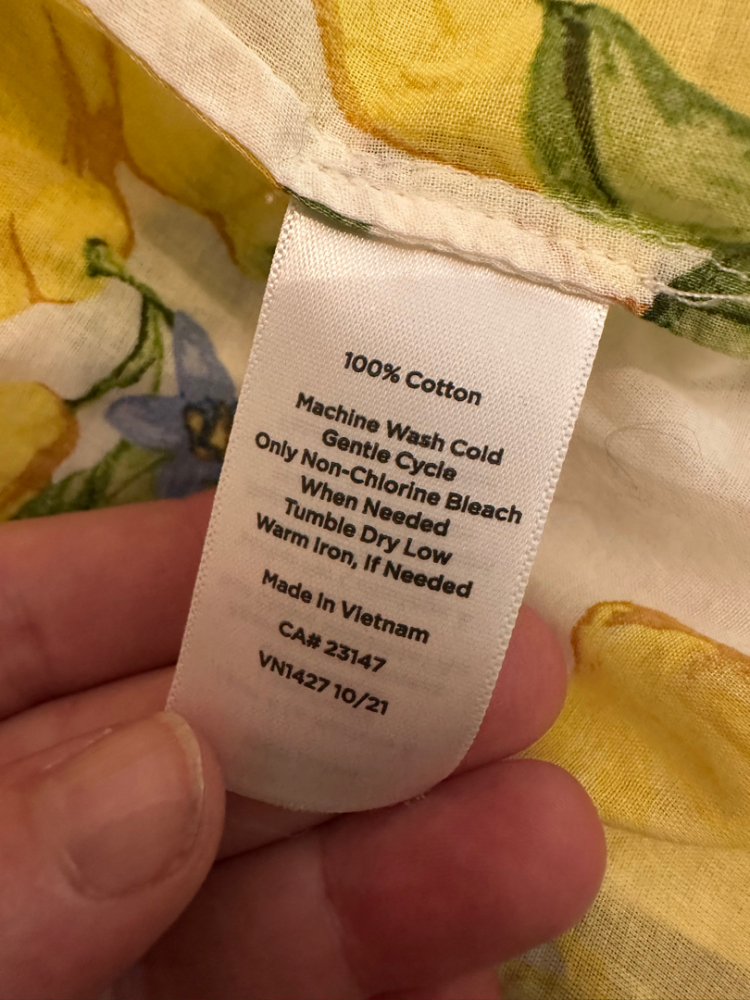 100% Cotton
Machine Wash Cold
Gentle Cycle
Only Non-Chlorine Bleach
When Needed
Tumble Dry Low
Warm Iron, If Needed
Made In Vietnam
CA# 23147
VN1427 10/21